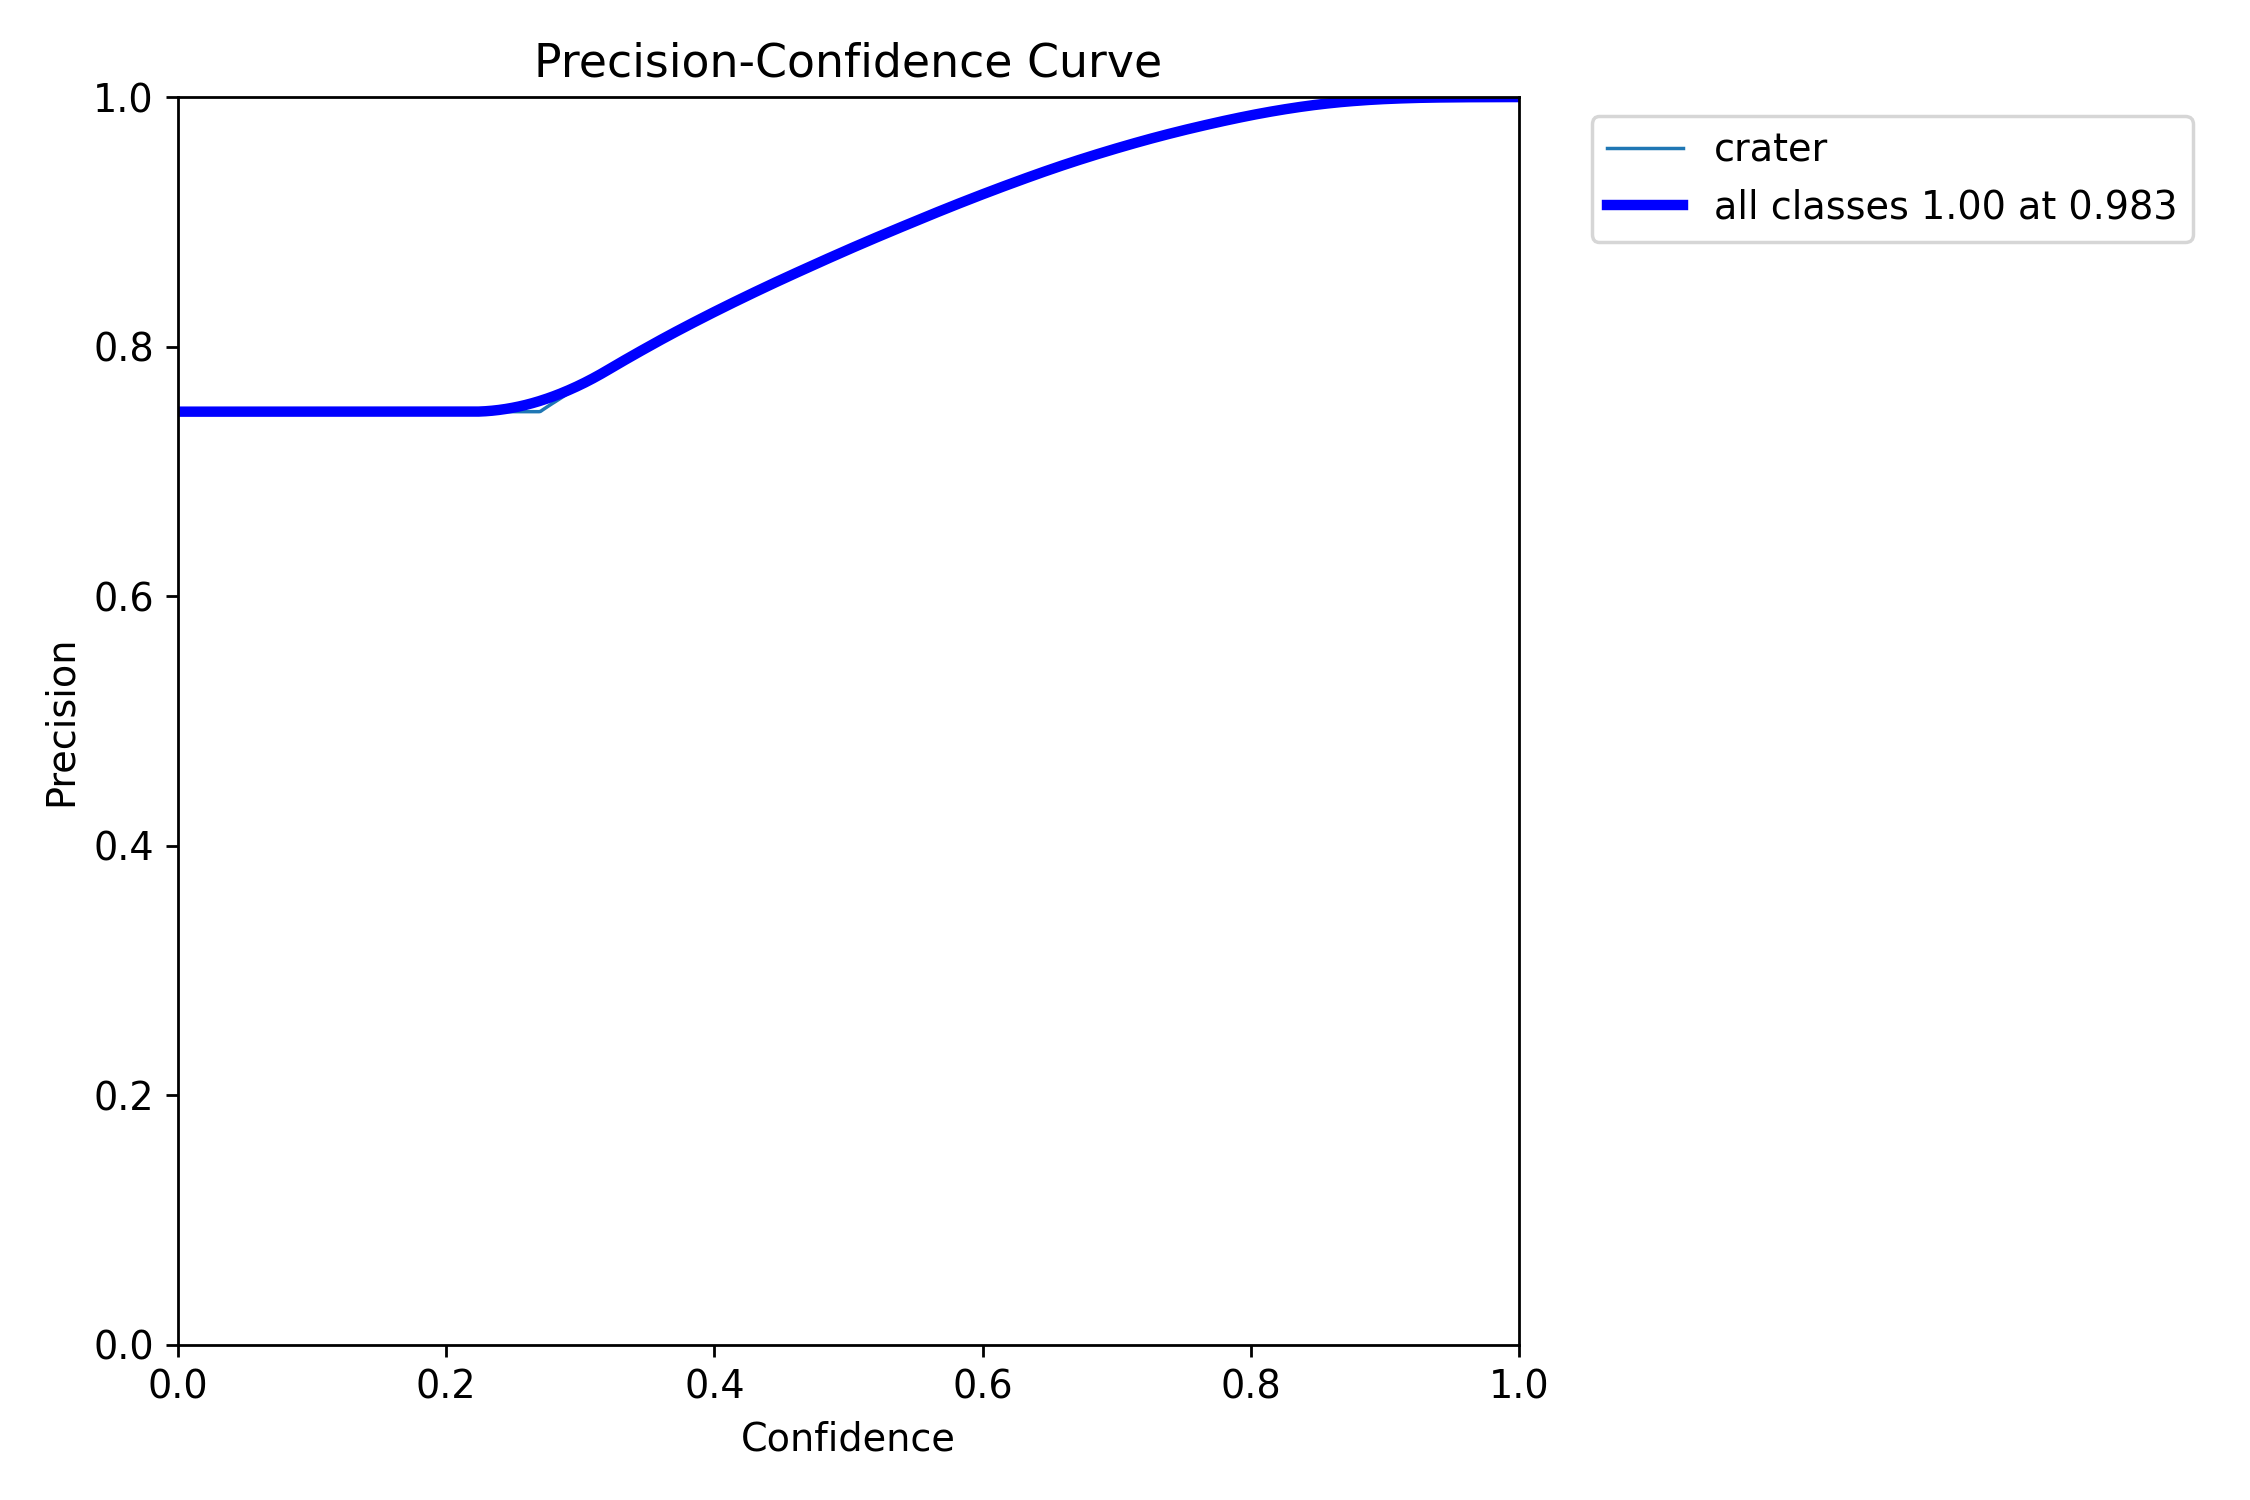 Precision-Confidence Curve
1.0
0.8
0.6
0.4
0.2
0.0
Precision
0.0 0.2 0.4 0.6 0.8 1.0
Confidence
crater
all classes 1.00 at 0.983